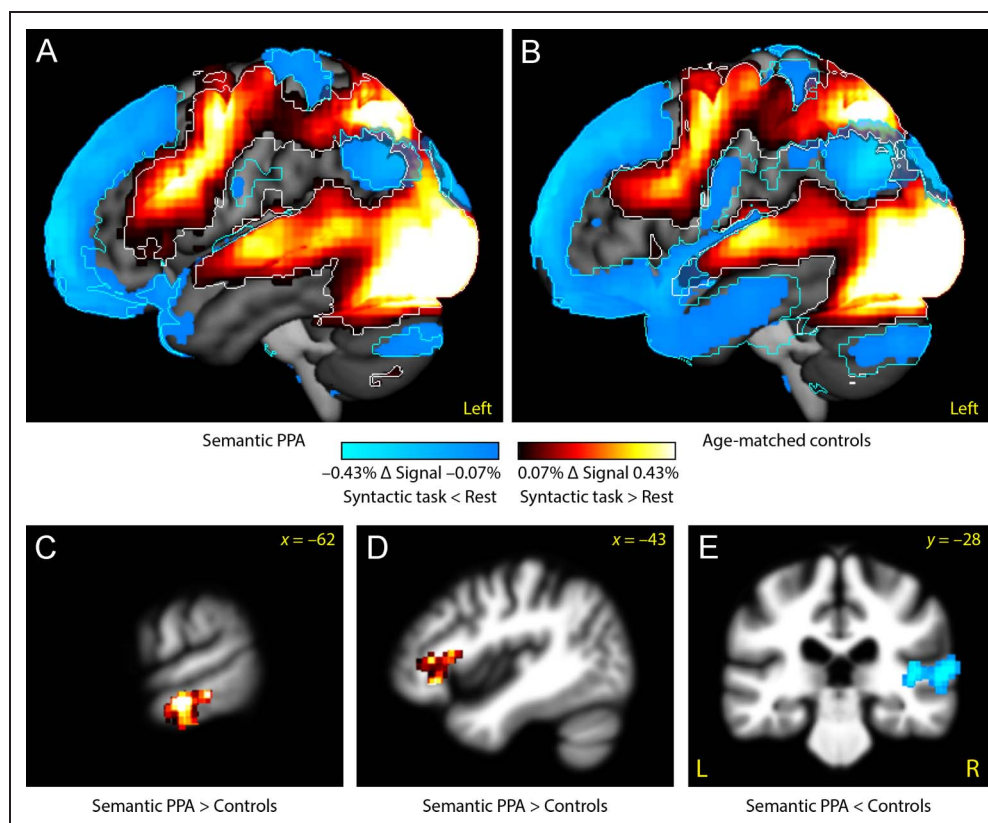 A
B
Left
Left
Semantic PPA
Age-matched controls
–0.43% Δ Signal –0.07%
0.07% Δ Signal 0.43%
Syntactic task < Rest
Syntactic task > Rest
C
x = –62
D
x = –43
E
y = –28
L
R
Semantic PPA > Controls
Semantic PPA > Controls
Semantic PPA < Controls